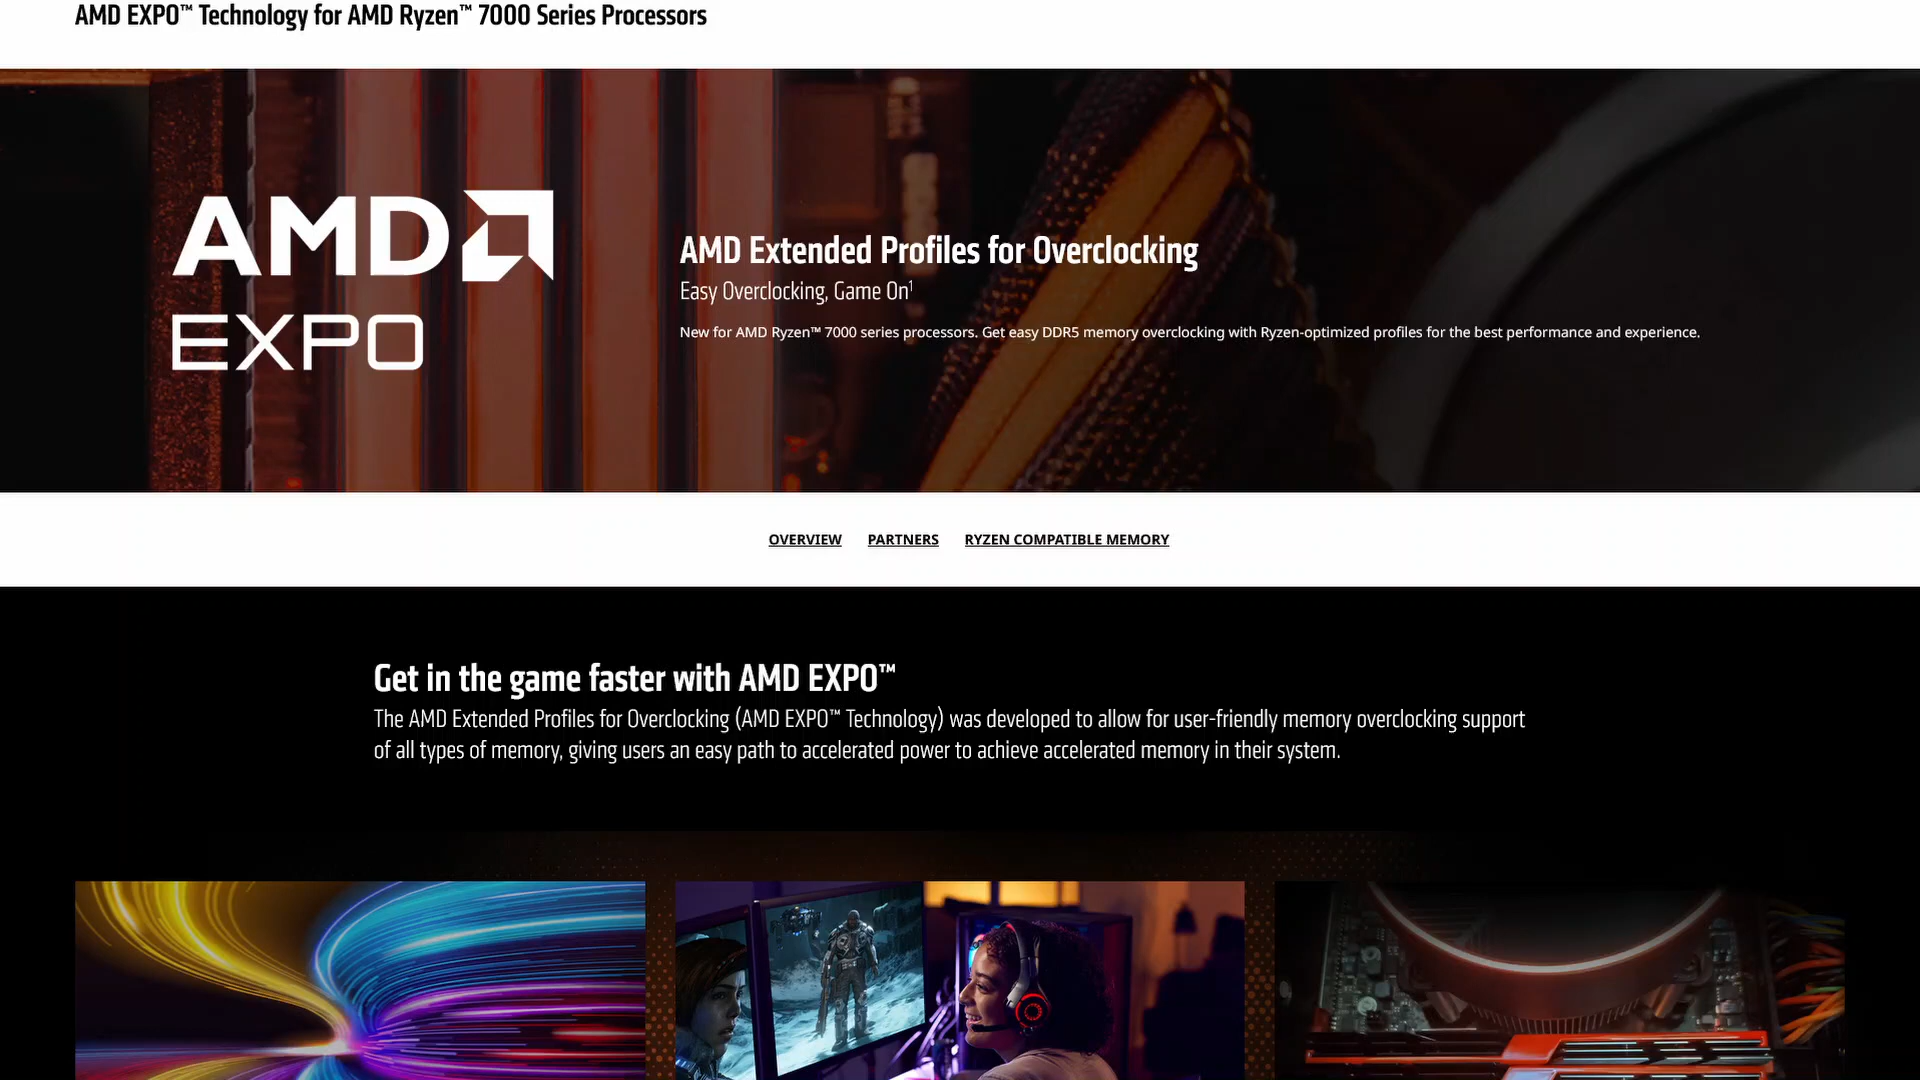 AMD EXPO™ Technology for AMD Ryzen™ 7000 Series Processors
AMD
EXPO
AMD Extended Profiles for Overclocking
Easy Overclocking, Game On¹
New for AMD Ryzen™ 7000 series processors. Get easy DDR5 memory overclocking with Ryzen-optimized profiles for the best performance and experience.
OVERVIEW PARTNERS RYZEN COMPATIBLE MEMORY
Get in the game faster with AMD EXPO™
The AMD Extended Profiles for Overclocking (AMD EXPO™ Technology) was developed to allow for user-friendly memory overclocking support
of all types of memory, giving users an easy path to accelerated power to achieve accelerated memory in their system.